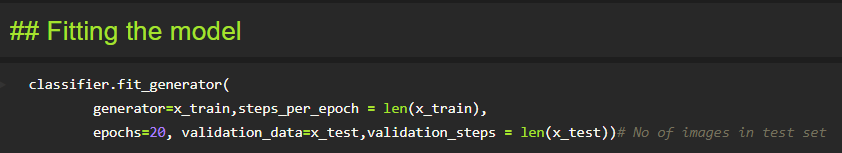 ## Fitting the model
classifier.fit_generator(
generator=x_train,steps_per_epoch = len(x_train),
epochs=20, validation_data=x_test,validation_steps = len(x_test))# No of images in test set